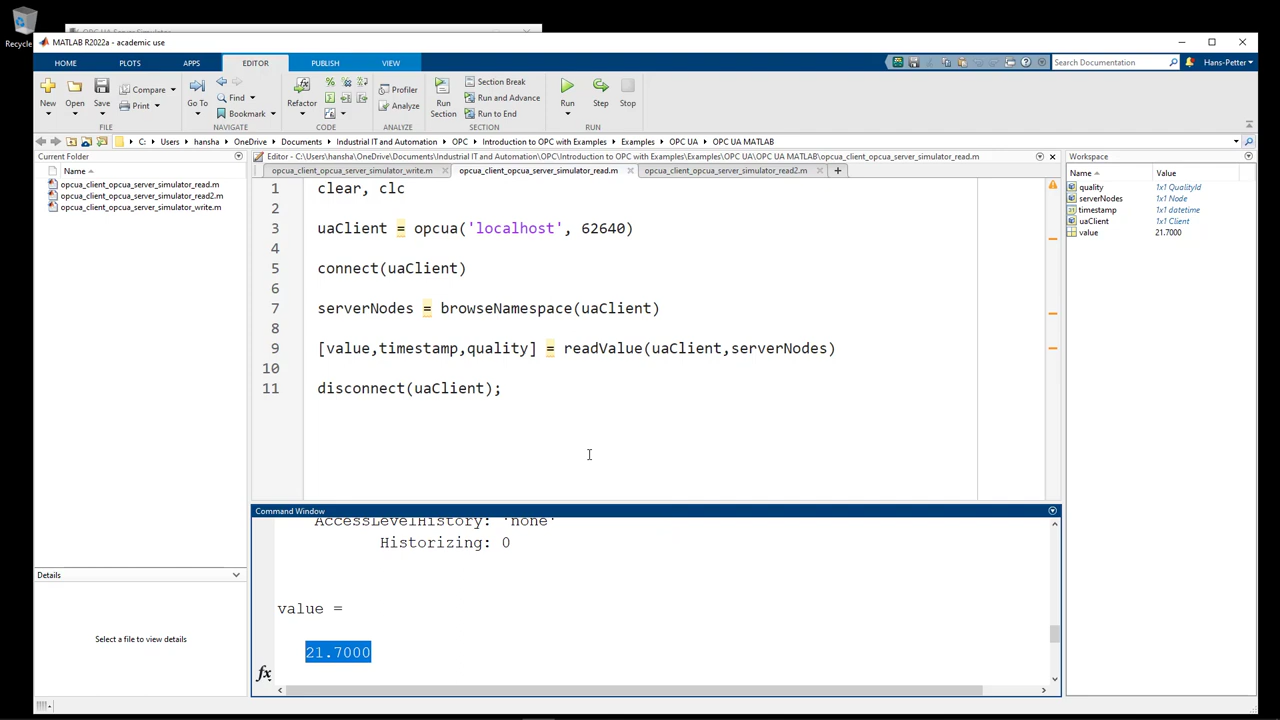 OPC UA Server Simulator
Recycle
MATLAB R2022a - academic use
HOME PLOTS APPS EDITOR PUBLISH VIEW
Search Documentation
Hans-Petter
New Open Save
Compare
Print
Go To
Find
Bookmark
Refactor
Profiler
Analyze
Run Section
Section Break
Run and Advance
Run to End
Run Step Stop
FILE NAVIGATE CODE ANALYZE SECTION RUN
C: Users hansha OneDrive Documents Industrial IT and Automation OPC Introduction to OPC with Examples Examples OPC UA OPC UA MATLAB
Current Folder
Name
opcua_client_opcua_server_simulator_read.m
opcua_client_opcua_server_simulator_read2.m
opcua_client_opcua_server_simulator_write.m
Details
Select a file to view details
Editor - C:\Users\hansha\OneDrive\Documents\Industrial IT and Automation\OPC\Introduction to OPC with Examples\Examples\OPC UA\OPC UA MATLAB\opcua_client_opcua_server_simulator_read.m
opcua_client_opcua_server_simulator_write.m opcua_client_opcua_server_simulator_read.m opcua_client_opcua_server_simulator_read2.m
1 clear, clc
2
3 uaClient = opcua('localhost', 62640)
4
5 connect(uaClient)
6
7 serverNodes = browseNamespace(uaClient)
8
9 [value,timestamp,quality] = readValue(uaClient,serverNodes)
10
11 disconnect(uaClient);
Command Window
AccessLevelHistory: 'none'
Historizing: 0
value =
21.7000
fx
Workspace
Name Value
quality 1x1 QualityId
serverNodes 1x1 Node
timestamp 1x1 datetime
uaClient 1x1 Client
value 21.7000